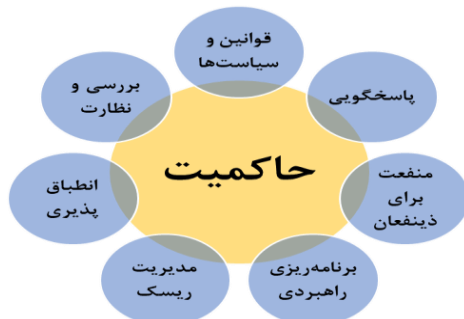 حاکمیت
قوانین و
سیاست‌ها
پاسخگویی
منفعت
برای
ذینفعان
برنامه‌ریزی
راهبردی
مدیریت
ریسک
انطباق
پذیری
بررسی و
نظارت